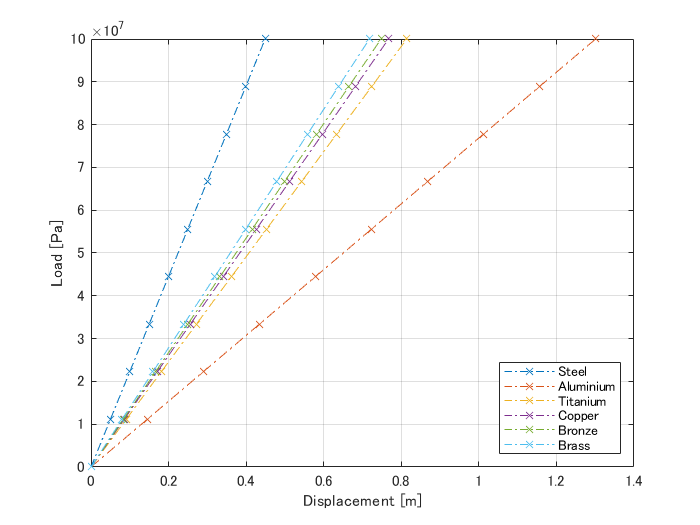 ×10^7
10
9
8
7
6
5
4
3
2
1
0
0 0.2 0.4 0.6 0.8 1 1.2 1.4
Load [Pa]
Displacement [m]
Steel
Aluminium
Titanium
Copper
Bronze
Brass